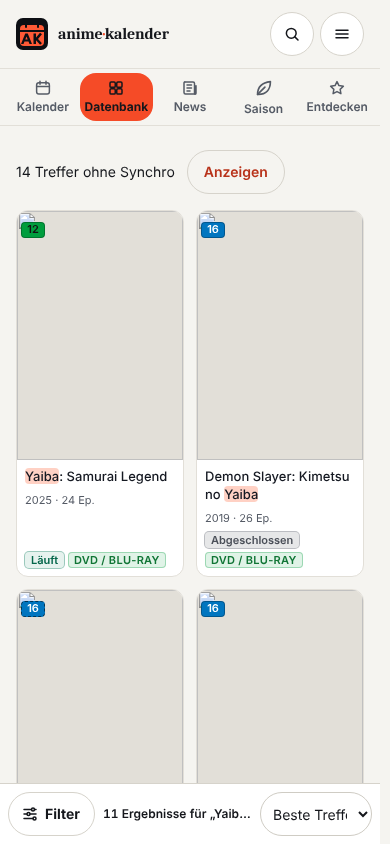 AK
anime·kalender
Kalender
Datenbank
News
Saison
Entdecken
14 Treffer ohne Synchro
Anzeigen
12
16
Yaiba: Samurai Legend
2025 · 24 Ep.
Läuft
DVD / BLU-RAY
Demon Slayer: Kimetsu
no Yaiba
2019 · 26 Ep.
Abgeschlossen
DVD / BLU-RAY
16
16
Filter
11 Ergebnisse für „Yaib...
Beste Treff